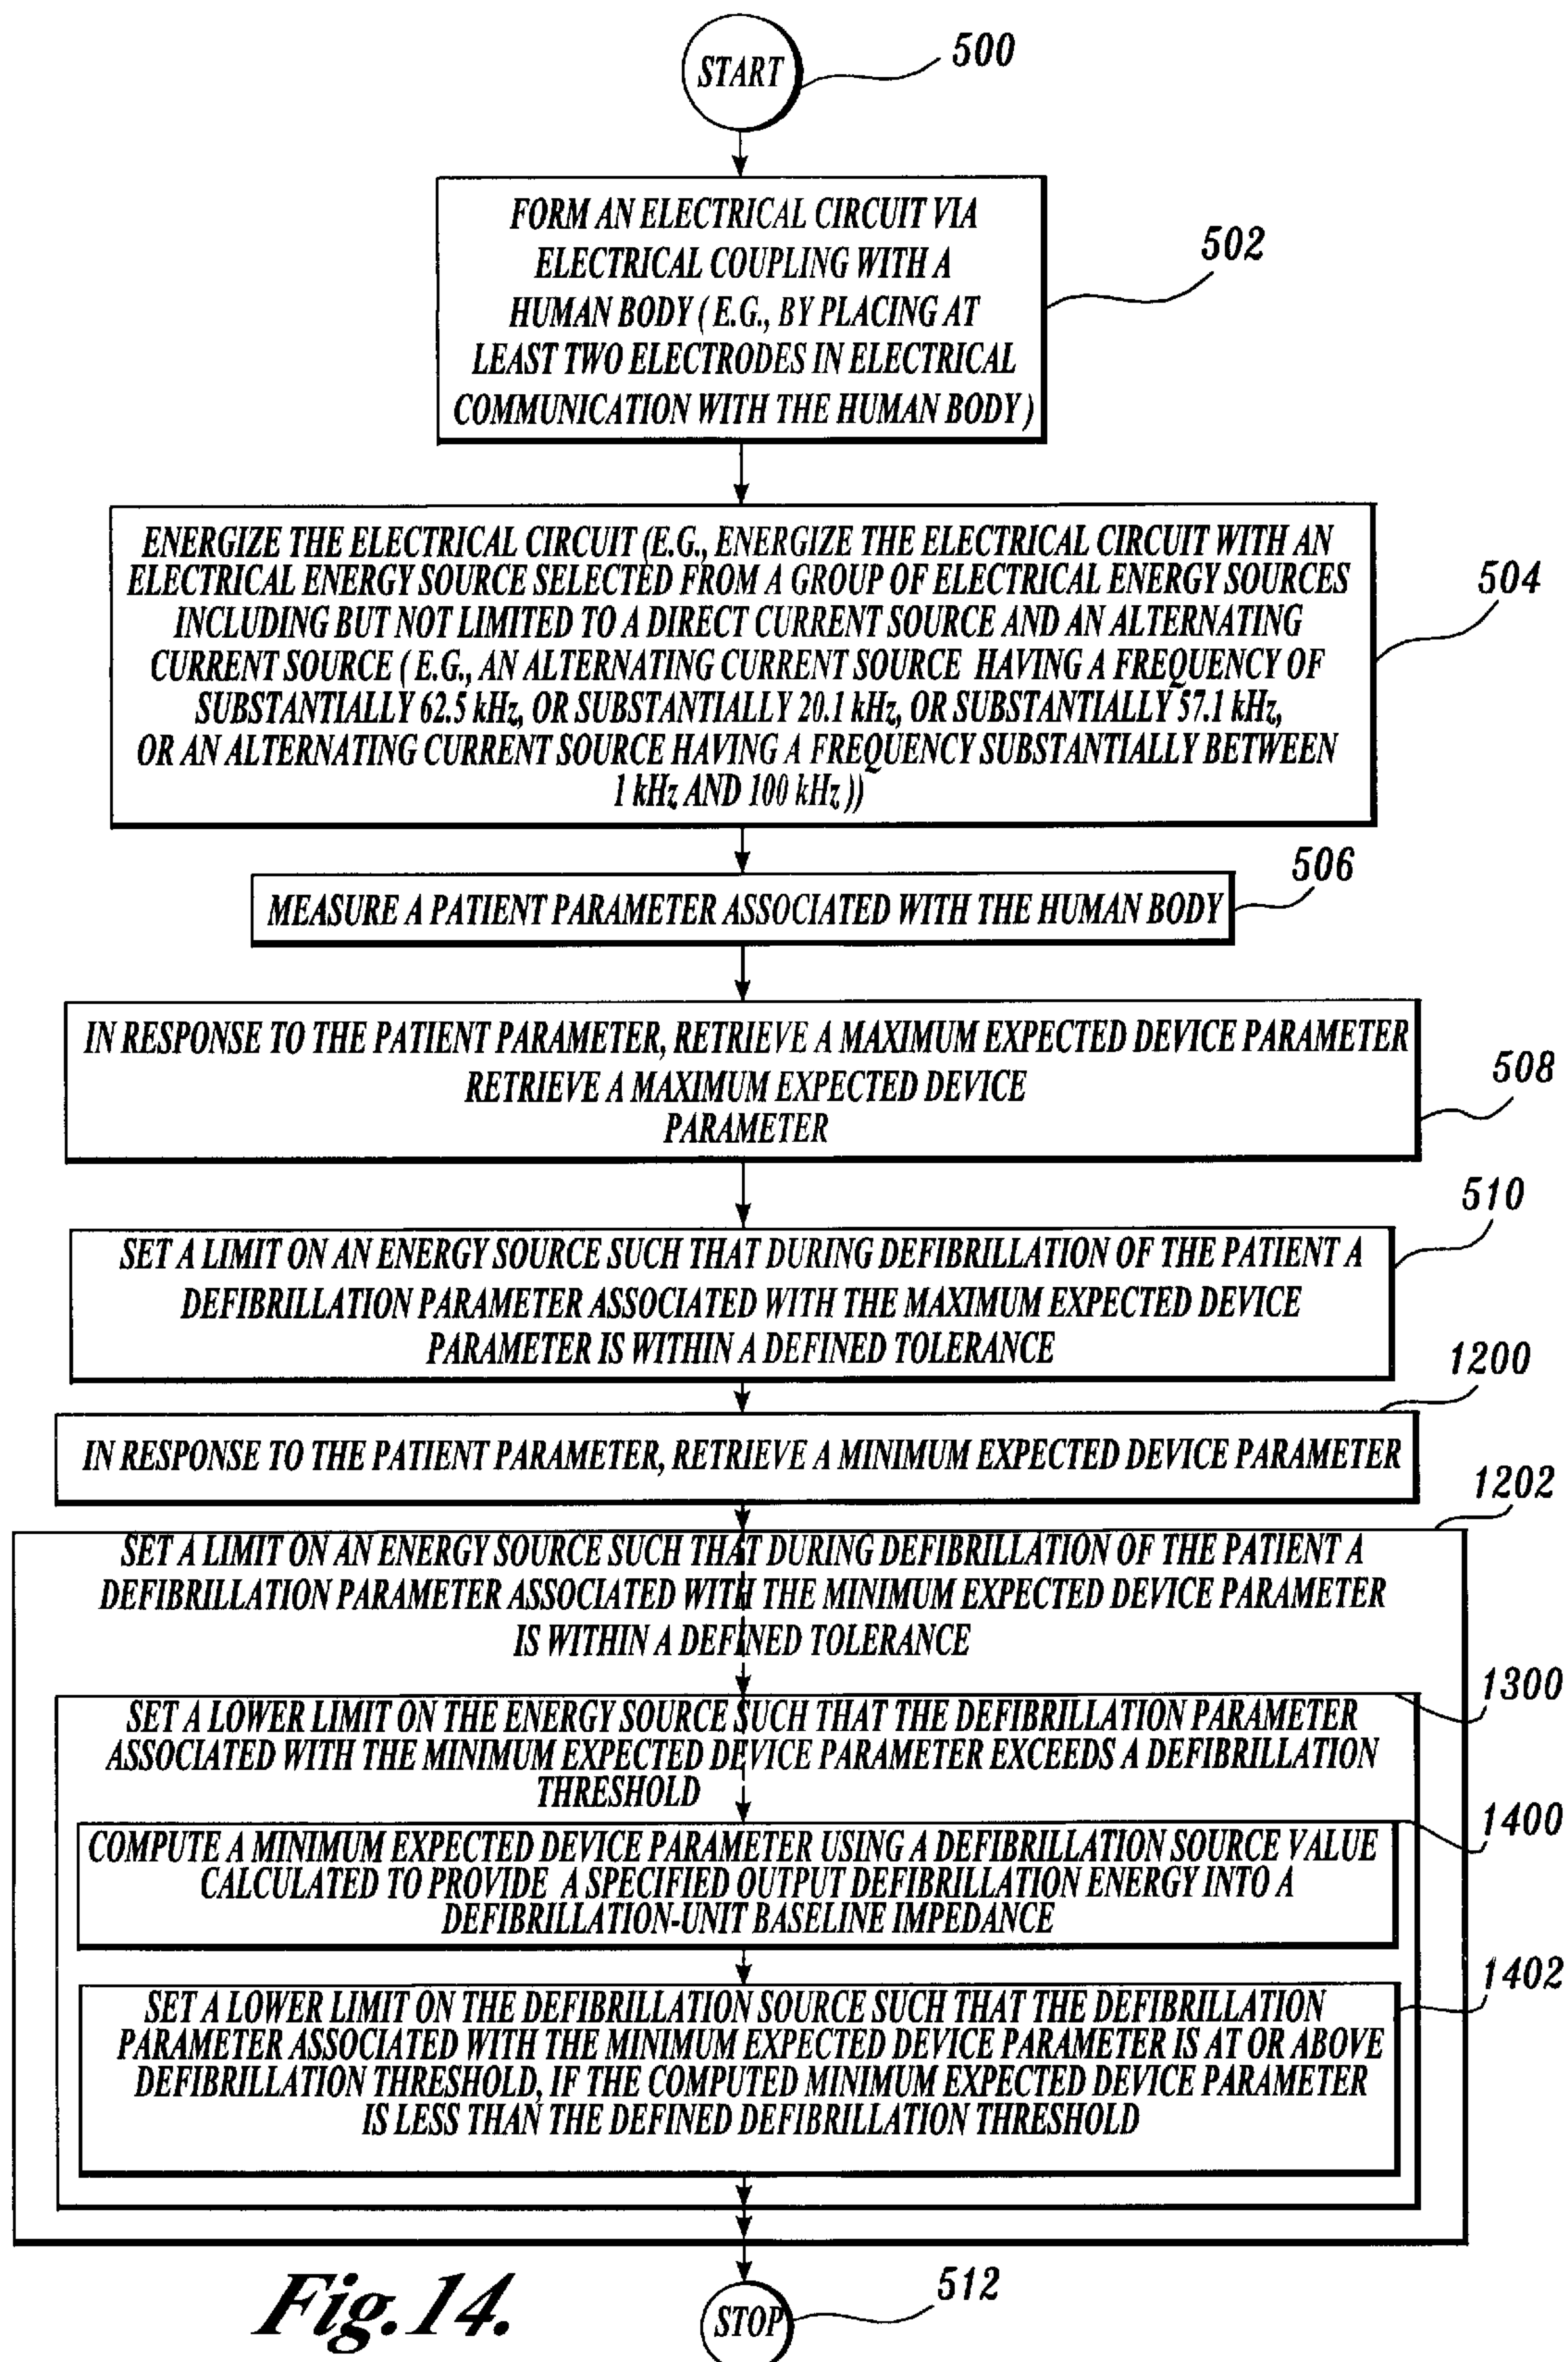 START
500
FORM AN ELECTRICAL CIRCUIT VIA
ELECTRICAL COUPLING WITH A
HUMAN BODY ( E.G., BY PLACING AT
LEAST TWO ELECTRODES IN ELECTRICAL
COMMUNICATION WITH THE HUMAN BODY )
502
ENERGIZE THE ELECTRICAL CIRCUIT (E.G., ENERGIZE THE ELECTRICAL CIRCUIT WITH AN
ELECTRICAL ENERGY SOURCE SELECTED FROM A GROUP OF ELECTRICAL ENERGY SOURCES
INCLUDING BUT NOT LIMITED TO A DIRECT CURRENT SOURCE AND AN ALTERNATING
CURRENT SOURCE ( E.G., AN ALTERNATING CURRENT SOURCE HAVING A FREQUENCY OF
SUBSTANTIALLY 62.5 kHz, OR SUBSTANTIALLY 20.1 kHz, OR SUBSTANTIALLY 57.1 kHz,
OR AN ALTERNATING CURRENT SOURCE HAVING A FREQUENCY SUBSTANTIALLY BETWEEN
1 kHz AND 100 kHz ))
504
MEASURE A PATIENT PARAMETER ASSOCIATED WITH THE HUMAN BODY
506
IN RESPONSE TO THE PATIENT PARAMETER, RETRIEVE A MAXIMUM EXPECTED DEVICE PARAMETER
RETRIEVE A MAXIMUM EXPECTED DEVICE
PARAMETER
508
SET A LIMIT ON AN ENERGY SOURCE SUCH THAT DURING DEFIBRILLATION OF THE PATIENT A
DEFIBRILLATION PARAMETER ASSOCIATED WITH THE MAXIMUM EXPECTED DEVICE
PARAMETER IS WITHIN A DEFINED TOLERANCE
510
IN RESPONSE TO THE PATIENT PARAMETER, RETRIEVE A MINIMUM EXPECTED DEVICE PARAMETER
1200
SET A LIMIT ON AN ENERGY SOURCE SUCH THAT DURING DEFIBRILLATION OF THE PATIENT A
DEFIBRILLATION PARAMETER ASSOCIATED WITH THE MINIMUM EXPECTED DEVICE PARAMETER
IS WITHIN A DEFINED TOLERANCE
1202
SET A LOWER LIMIT ON THE ENERGY SOURCE SUCH THAT THE DEFIBRILLATION PARAMETER
ASSOCIATED WITH THE MINIMUM EXPECTED DEVICE PARAMETER EXCEEDS A DEFIBRILLATION
THRESHOLD
1300
COMPUTE A MINIMUM EXPECTED DEVICE PARAMETER USING A DEFIBRILLATION SOURCE VALUE
CALCULATED TO PROVIDE A SPECIFIED OUTPUT DEFIBRILLATION ENERGY INTO A
DEFIBRILLATION-UNIT BASELINE IMPEDANCE
1400
SET A LOWER LIMIT ON THE DEFIBRILLATION SOURCE SUCH THAT THE DEFIBRILLATION
PARAMETER ASSOCIATED WITH THE MINIMUM EXPECTED DEVICE PARAMETER IS AT OR ABOVE
DEFIBRILLATION THRESHOLD, IF THE COMPUTED MINIMUM EXPECTED DEVICE PARAMETER
IS LESS THAN THE DEFINED DEFIBRILLATION THRESHOLD
1402
STOP
512
Fig.14.